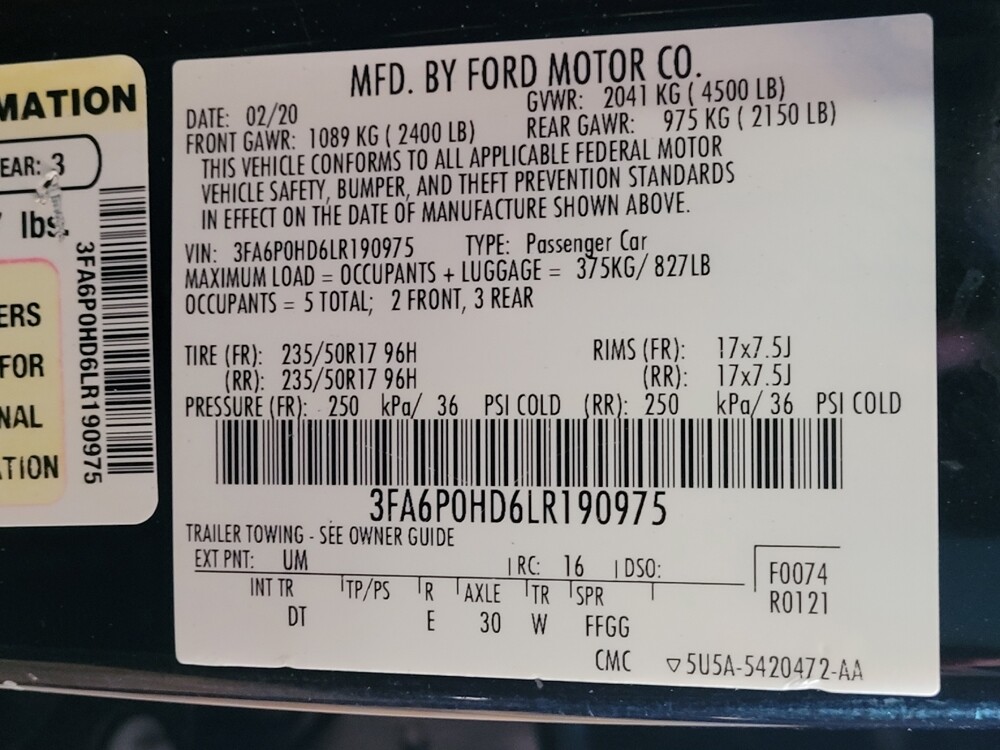 MATION
EAR: 3
lbs.
ERS
FOR
NAL
TION
3FA6P0HD6LR190975
MFD. BY FORD MOTOR CO.
DATE: 02/20 GVWR: 2041 KG ( 4500 LB)
FRONT GAWR: 1089 KG ( 2400 LB) REAR GAWR: 975 KG ( 2150 LB)
THIS VEHICLE CONFORMS TO ALL APPLICABLE FEDERAL MOTOR
VEHICLE SAFETY, BUMPER, AND THEFT PREVENTION STANDARDS
IN EFFECT ON THE DATE OF MANUFACTURE SHOWN ABOVE.
VIN: 3FA6P0HD6LR190975 TYPE: Passenger Car
MAXIMUM LOAD = OCCUPANTS + LUGGAGE = 375KG/ 827LB
OCCUPANTS = 5 TOTAL; 2 FRONT, 3 REAR
TIRE (FR): 235/50R17 96H RIMS (FR): 17x7.5J
(RR): 235/50R17 96H (RR): 17x7.5J
PRESSURE (FR): 250 kPa/ 36 PSI COLD (RR): 250 kPa/ 36 PSI COLD
3FA6P0HD6LR190975
TRAILER TOWING - SEE OWNER GUIDE
EXT PNT: UM RC: 16 DSO:
F0074
R0121
INT TR TP/PS R AXLE TR SPR
DT E 30 W FFGG
CMC ▽5U5A-5420472-AA